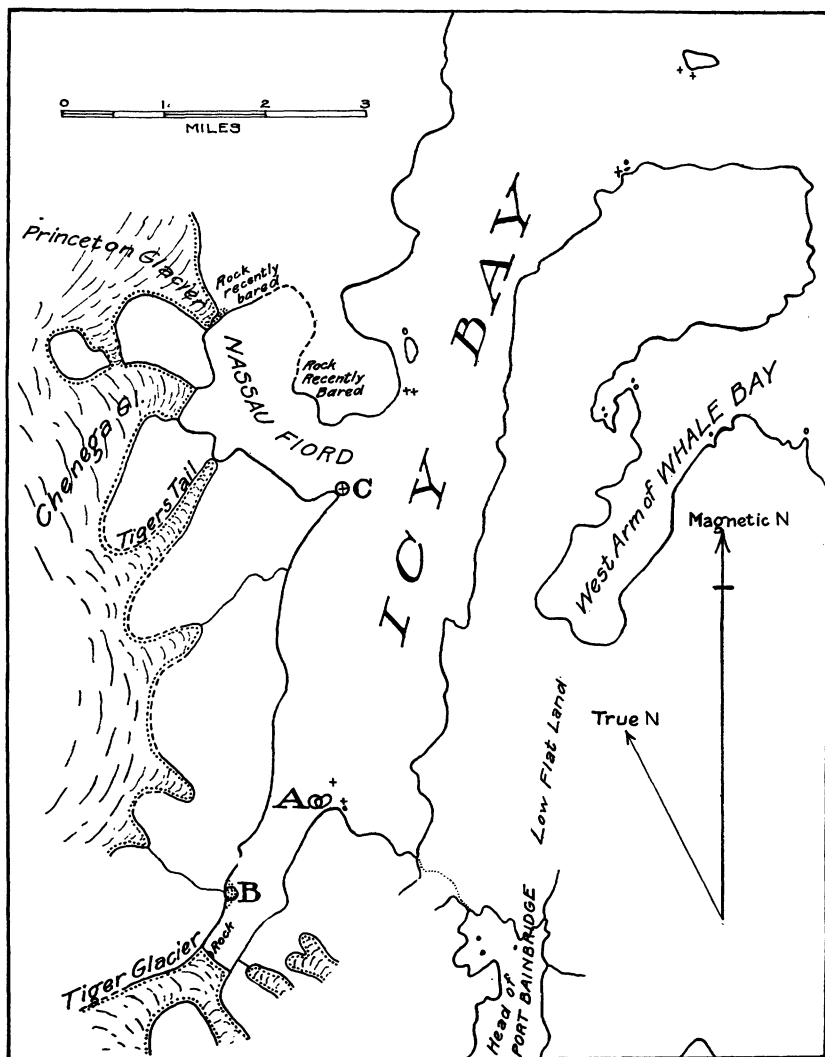 0 1 2 3
MILES
Princeton Glacier
Rock
recently
bared
NASSAU FIORD
Rock
Recently
Bared
ICY BAY
Chenega Gl.
Tigers Tail
C
West Arm of WHALE BAY
Magnetic N
True N
Low Flat Land
A
B
Rock
Tiger Glacier
Head of
PORT BAINBRIDGE